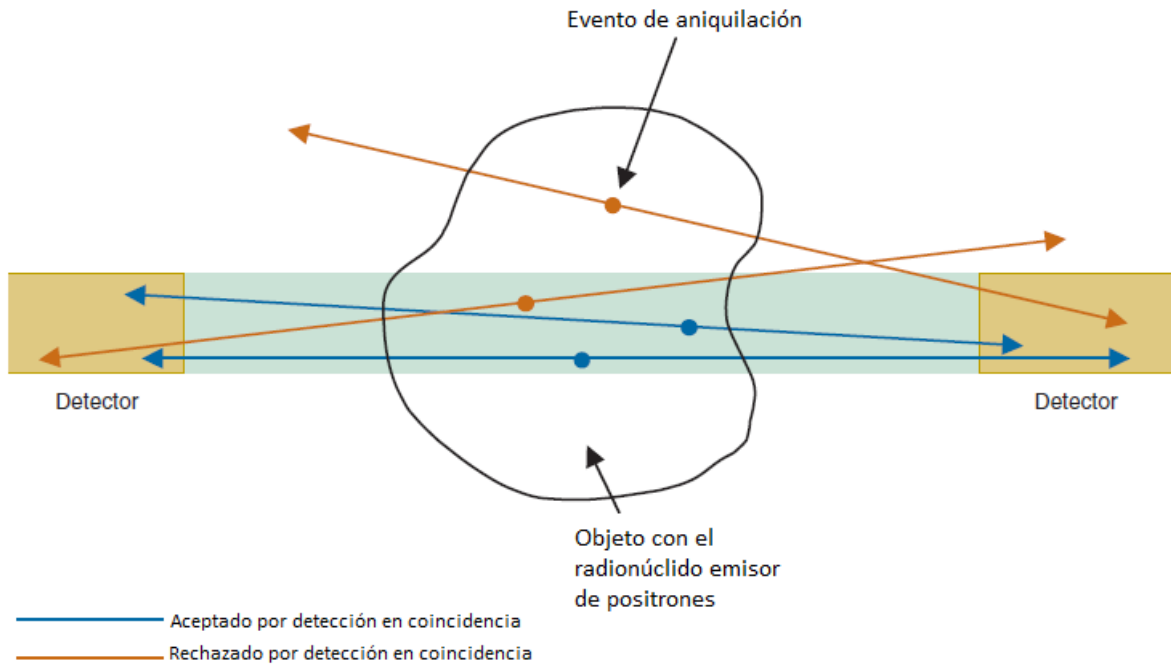 Evento de aniquilación
Detector
Detector
Objeto con el
radionúclido emisor
de positrones
Aceptado por detección en coincidencia
Rechazado por detección en coincidencia